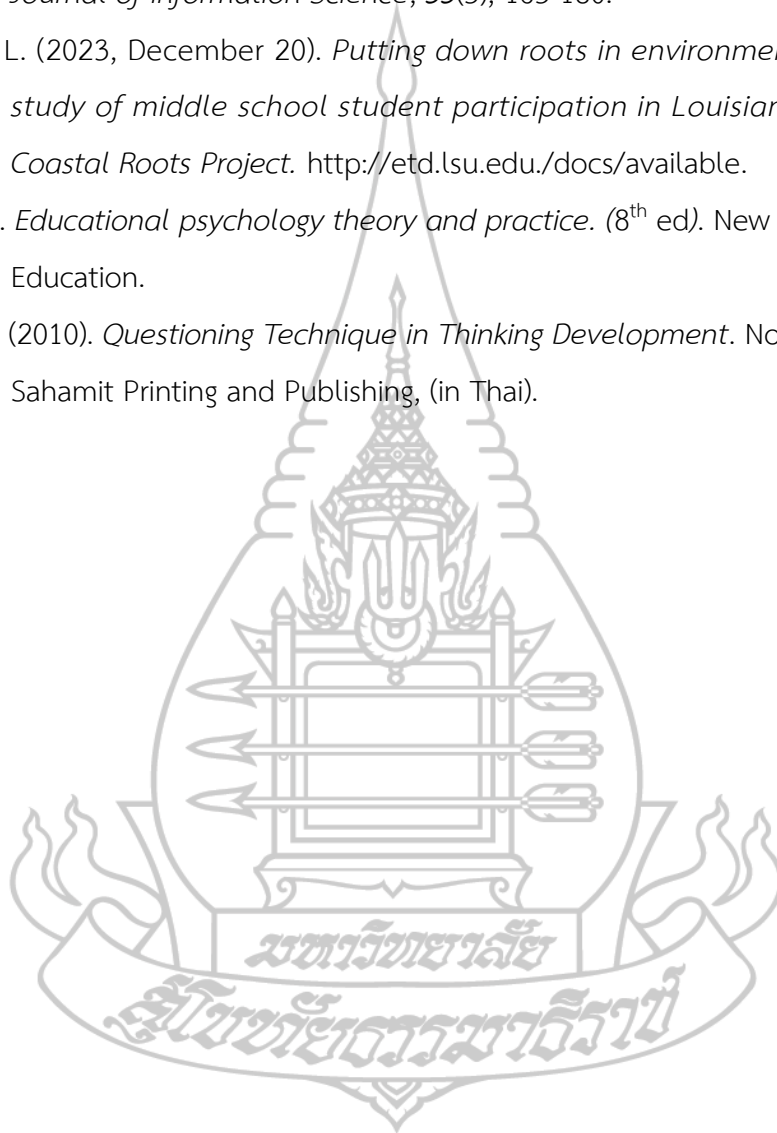 Journal of Information Science, 35(3), 163-180.
L. (2023, December 20). Putting down roots in environmen
study of middle school student participation in Louisian
Coastal Roots Project. http://etd.lsu.edu./docs/available.
. Educational psychology theory and practice. (8th ed). New
Education.
(2010). Questioning Technique in Thinking Development. No
Sahamit Printing and Publishing, (in Thai).
มหาวิทยาลัย
สุโขทัยธรรมาธิราช